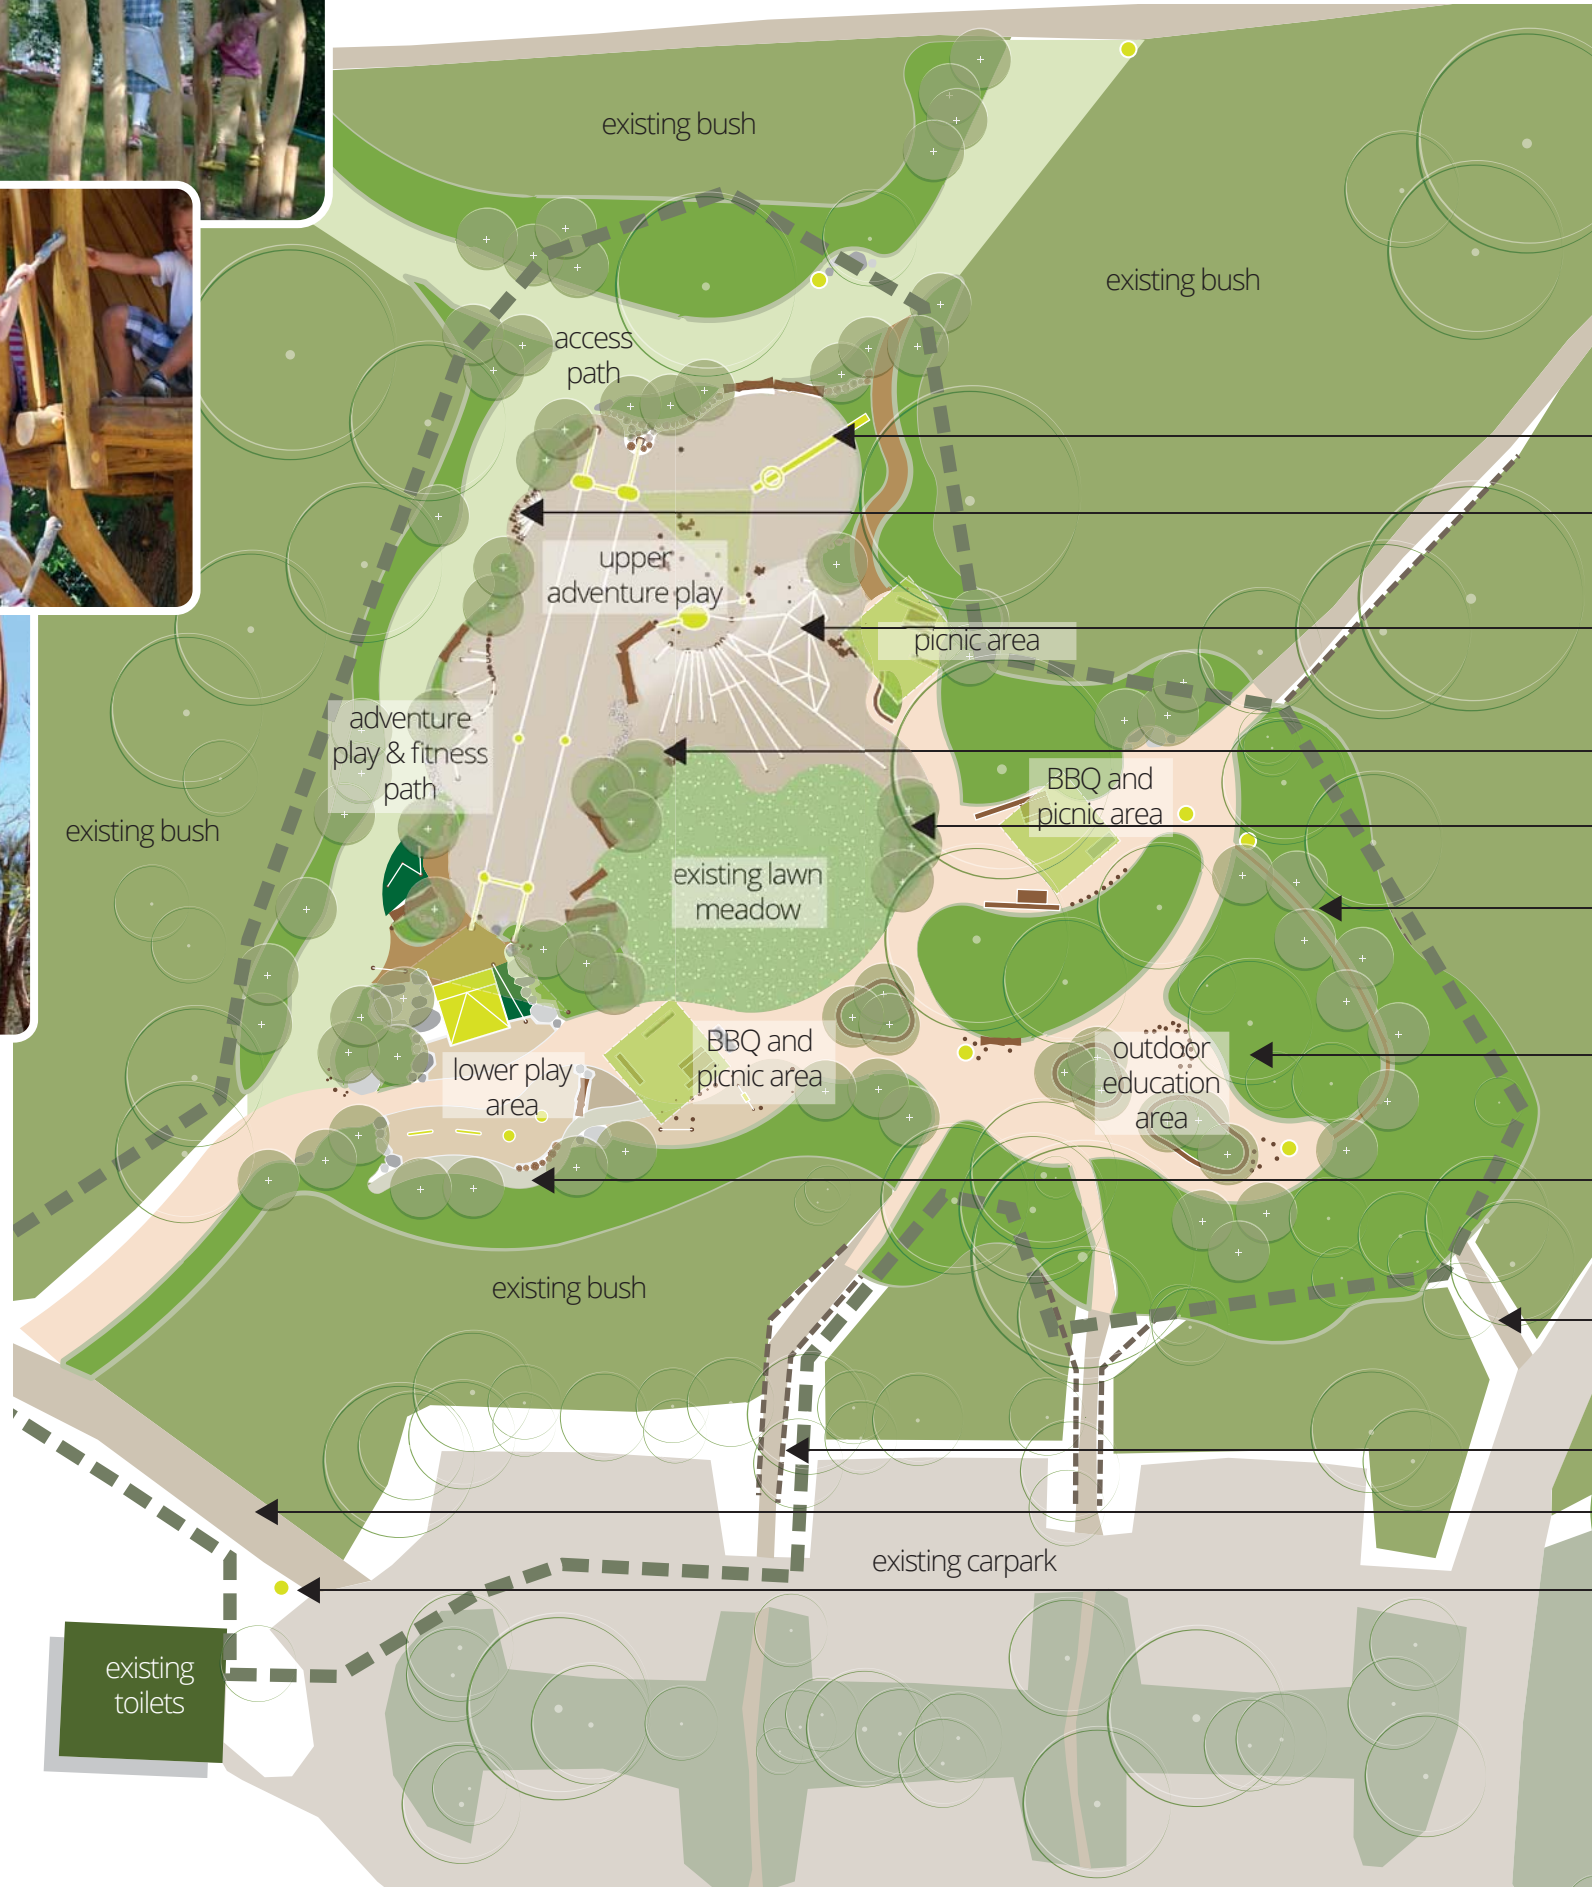 existing bush
existing bush
access
path
upper
adventure play
picnic area
adventure
play & fitness
path
BBQ and
picnic area
existing bush
existing lawn
meadow
BBQ and
picnic area
lower play
area
outdoor
education
area
existing bush
existing carpark
existing
toilets